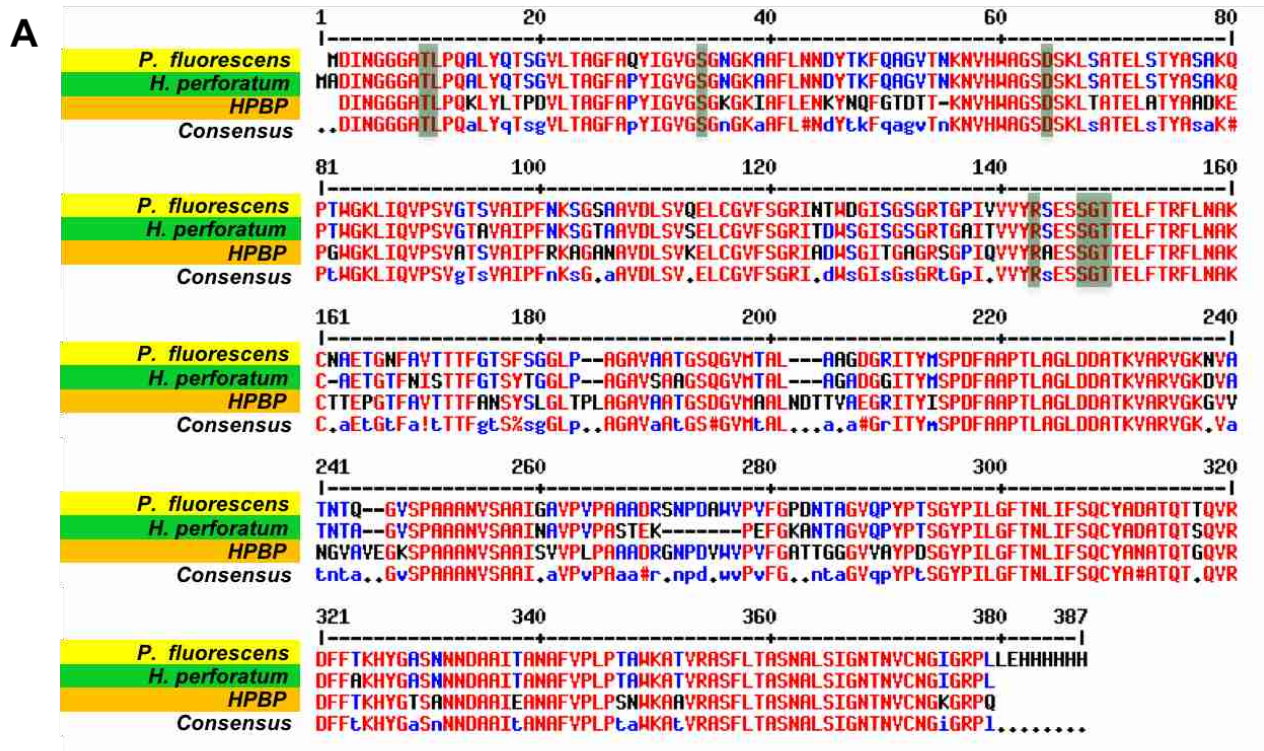 A
1 20 40 60 80
|------------------+-------------------+-------------------+-------------------|
P. fluorescens MDINGGGATLPQALYQTSGVLTAGFAQYIGVGSGNGKAAFLNNDYTKFQAGVTNKNVHWAGSDSKLSATELSTYASAKQ
H. perforatum MADINGGGATLPQALYQTSGVLTAGFAPYIGVGSGNGKAAFLNNDYTKFQAGVTNKNVHWAGSDSKLSATELSTYASAKQ
HPBP DINGGGATLPQKLYLTPDVLTAGFAPYIGVGSGKGKIAFLENKYNQFGTDTT-KNVHWAGSDSKLTATELATYAADKE
Consensus ..DINGGGATLPQaLYqTsgVLTAGFApYIGVGSGnGKaAFL#NdYtkFqagvTnKNVHWAGSDSKLsATELsTYAsaK#
81 100 120 140 160
|------------------+-------------------+-------------------+-------------------|
P. fluorescens PTWGKLIQVPSVGTSVAIPFNKSGSAAVDLSVQELCGVFSGRINTWDGISGSGRTGPIVVVYRSESSGTTELFTRFLNAK
H. perforatum PTWGKLIQVPSVGTAVAIPFNKSGTAAVDLSVSELCGVFSGRITDWSGISGSGRTGAITVVYRSESSGTTELFTRFLNAK
HPBP PGWGKLIQVPSVATSVAIPFRKAGANAVDLSVKELCGVFSGRIADWSGITGAGRSGPIQVVYRAESSGTTELFTRFLNAK
Consensus PtWGKLIQVPSVgTsVAIPFnKsG.aAVDLSV.ELCGVFSGRI.dWsGIsGsGRtGpI.VVYRsESSGTTELFTRFLNAK
161 180 200 220 240
|------------------+-------------------+-------------------+-------------------|
P. fluorescens CNAETGNFAVTTTFGTSFSGGLP--AGAVAATGSQGVMTAL---AAGDGRITYMSPDFAAPTLAGLDDATKVARVGKNVA
H. perforatum C-AETGTFNISTTFGTSYTGGLP--AGAVSAAGSQGVMTAL---AGADGGITYMSPDFAAPTLAGLDDATKVARVGKDVA
HPBP CTTEPGTFAVTTTFANSYSLGLTPLAGAVAATGSDGVMAALNDTTVAEGRITYISPDFAAPTLAGLDDATKVARVGKGVV
Consensus C.aEtGtFa!tTTFgtS%sgGLp..AGAVaAtGS#GVMtAL...a.a#GrITYmSPDFAAPTLAGLDDATKVARVGK.Va
241 260 280 300 320
|------------------+-------------------+-------------------+-------------------|
P. fluorescens TNTQ--GVSPAAANVSAAIGAVPVPAAADRSNPDAWVPVFGPDNTAGVQPYPTSGYPILGFTNLIFSQCYADATQTTQVR
H. perforatum TNTA--GVSPAAANVSAAINAVPVPASTEK-------PEFGKANTAGVQPYPTSGYPILGFTNLIFSQCYADATQTSQVR
HPBP NGVAVEGKSPAAANVSAAISVVPLPAAADRGNPDVWVPVFGATTGGGVVAYPDSGYPILGFTNLIFSQCYANATQTGQVR
Consensus tnta..GvSPAAANVSAAI.aVPvPAaa#r.npd.wvPvFG..ntaGVqpYPtSGYPILGFTNLIFSQCYA#ATQT.QVR
321 340 360 380 387
|------------------+-------------------+-------------------+------|
P. fluorescens DFFTKHYGASNNNDAAITANAFVPLPTAWKATVRASFLTASNALSIGNTNVCNGIGRPLLEHHHHHH
H. perforatum DFFAKHYGASNNNDAAITANAFVPLPTAWKATVRASFLTASNALSIGNTNVCNGIGRPL
HPBP DFFTKHYGTSANNDAAIEANAFVPLPSNWKAAVRASFLTASNALSIGNTNVCNGKGRPQ
Consensus DFFtKHYGaSnNNDAAItANAFVPLPtaWKAtVRASFLTASNALSIGNTNVCNGiGRPl........